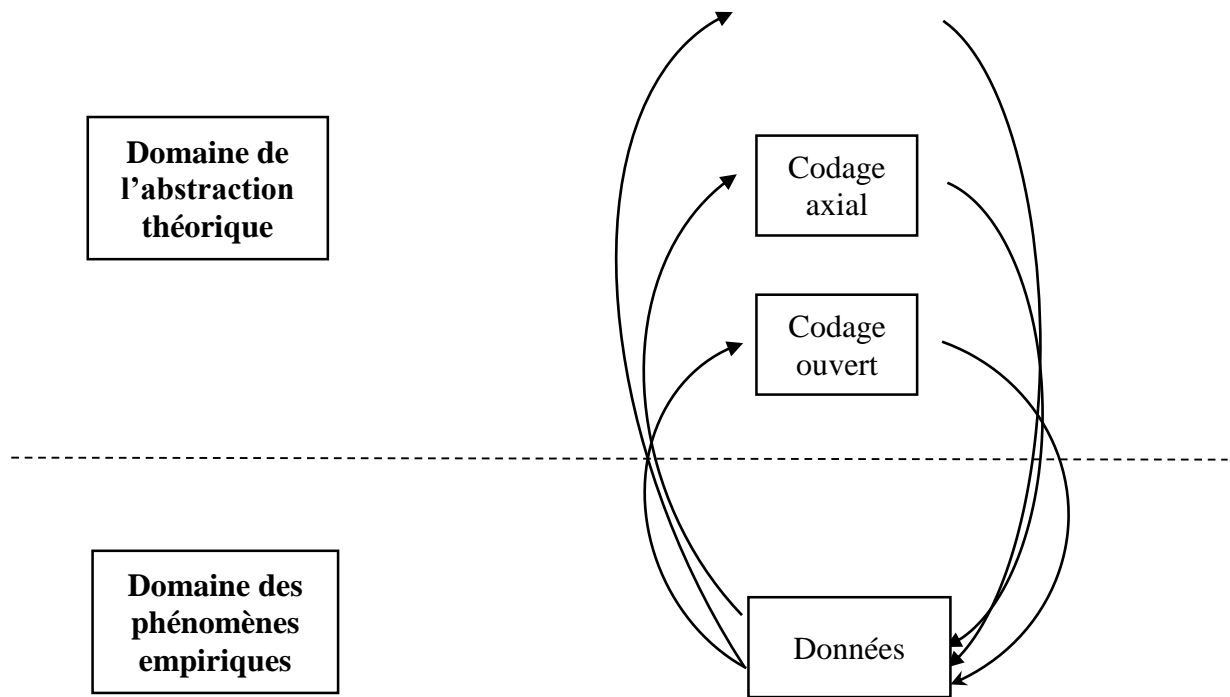 Domaine de
l’abstraction
théorique
Codage
axial
Codage
ouvert
Domaine des
phénomènes
empiriques
Données